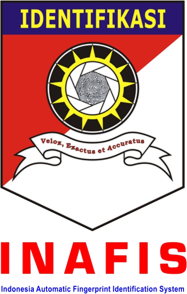 IDENTIFIKASI
Velox, Exactus et Accuratus
INAFIS
Indonesia Automatic Fingerprint Identification System